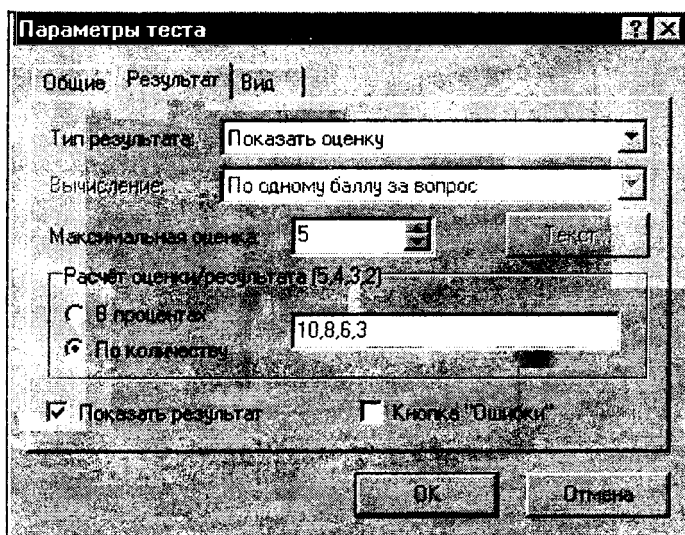 Параметры теста
Общие Результат Вид
Тип результата: Показать оценку
Вычисление: По одному баллу за вопрос
Максимальная оценка: 5 Текст...
Расчёт оценки/результата (5,4,3,2)
В процентах
10,8,6,3
По количеству
Показать результат Кнопка "Ошибки"
OK Отмена